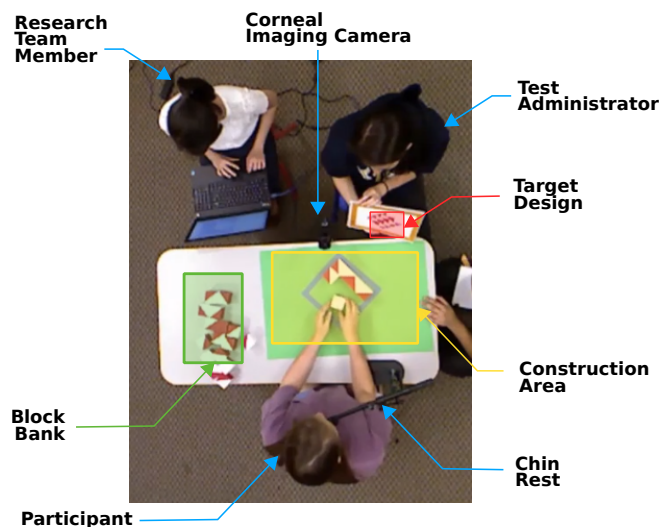 Research
Team
Member
Corneal
Imaging Camera
Test
Administrator
Target
Design
Construction
Area
Block
Bank
Chin
Rest
Participant